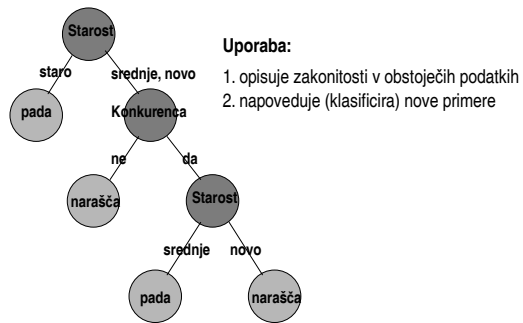 Starost
Uporaba:
staro
srednje, novo
1. opisuje zakonitosti v obstoječih podatkih
2. napoveduje (klasificira) nove primere
pada
Konkurenca
ne
da
narašča
Starost
srednje
novo
pada
narašča